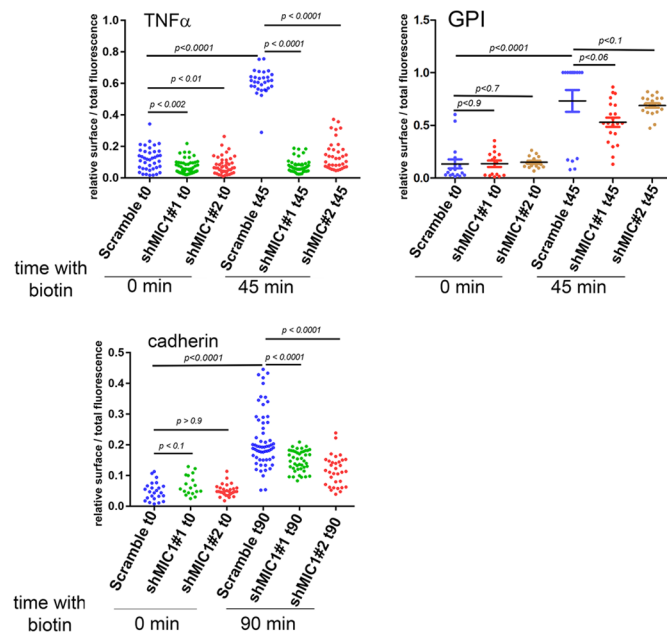 TNFα
relative surface / total fluorescence
1.0
0.8
0.6
0.4
0.2
0.0
p<0.0001
p < 0.01
p < 0.002
p < 0.0001
p < 0.0001
Scramble t0
shMIC1#1 t0
shMIC1#2 t0
Scramble t45
shMIC1#1 t45
shMIC#2 t45
time with
biotin
0 min
45 min
GPI
relative surface / total fluorescence
1.5
1.0
0.5
0.0
p<0.0001
p<0.7
p<0.9
p<0.1
p<0.06
Scramble t0
shMIC1#1 t0
shMIC1#2 t0
Scramble t45
shMIC1#1 t45
shMIC#2 t45
0 min
45 min
cadherin
relative surface / total fluorescence
0.5
0.4
0.3
0.2
0.1
0.0
p<0.0001
p > 0.9
p < 0.1
p < 0.0001
p < 0.0001
Scramble t0
shMIC1#1 t0
shMIC1#2 t0
Scramble t90
shMIC1#1 t90
shMIC1#2 t90
time with
biotin
0 min
90 min